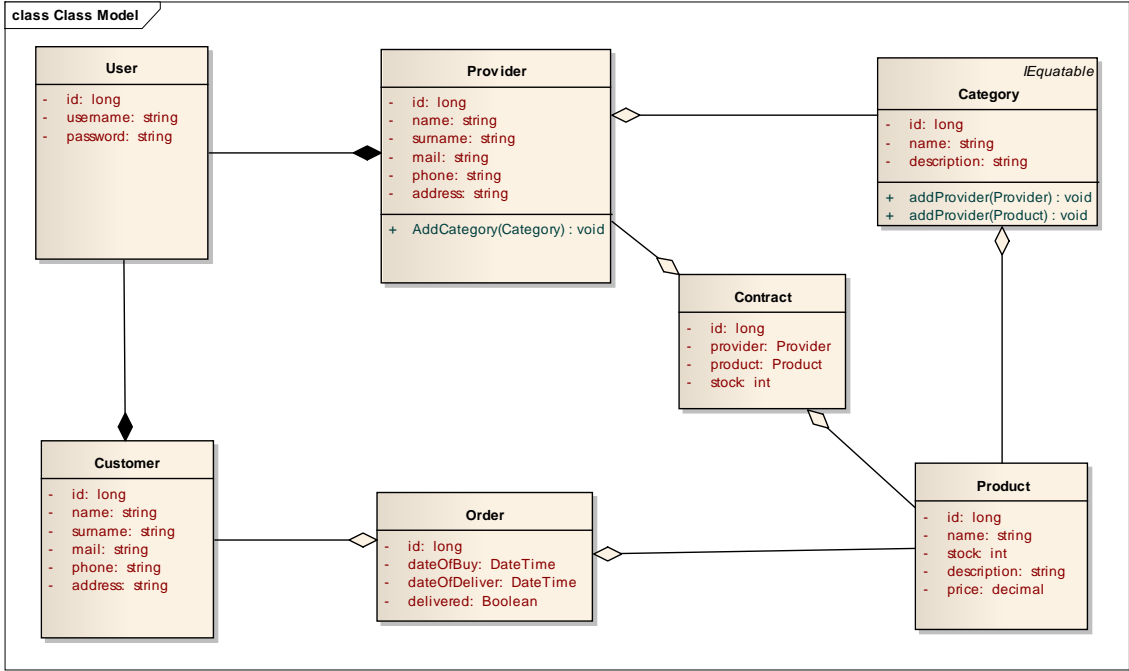 class Class Model
User
- id: long
- username: string
- password: string
Provider
- id: long
- name: string
- surname: string
- mail: string
- phone: string
- address: string
+ AddCategory(Category) : void
IEquatable
Category
- id: long
- name: string
- description: string
+ addProvider(Provider) : void
+ addProvider(Product) : void
Contract
- id: long
- provider: Provider
- product: Product
- stock: int
Customer
- id: long
- name: string
- surname: string
- mail: string
- phone: string
- address: string
Order
- id: long
- dateOfBuy: DateTime
- dateOfDeliver: DateTime
- delivered: Boolean
Product
- id: long
- name: string
- stock: int
- description: string
- price: decimal